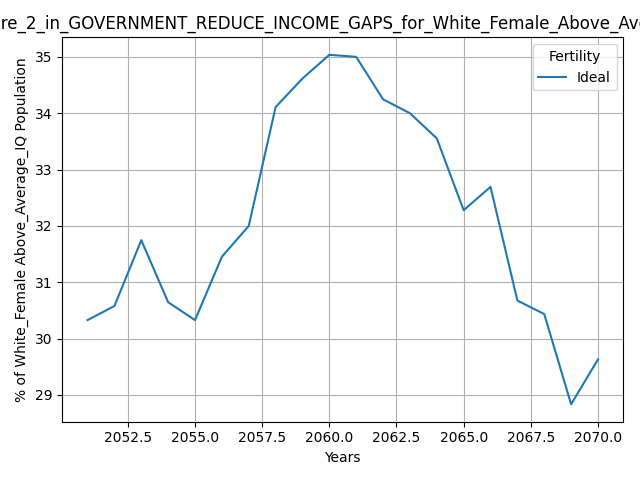 re_2_in_GOVERNMENT_REDUCE_INCOME_GAPS_for_White_Female_Above_Av
Fertility
Ideal
% of White_Female Above_Average_IQ Population
35
34
33
32
31
30
29
2052.5 2055.0 2057.5 2060.0 2062.5 2065.0 2067.5 2070.0
Years